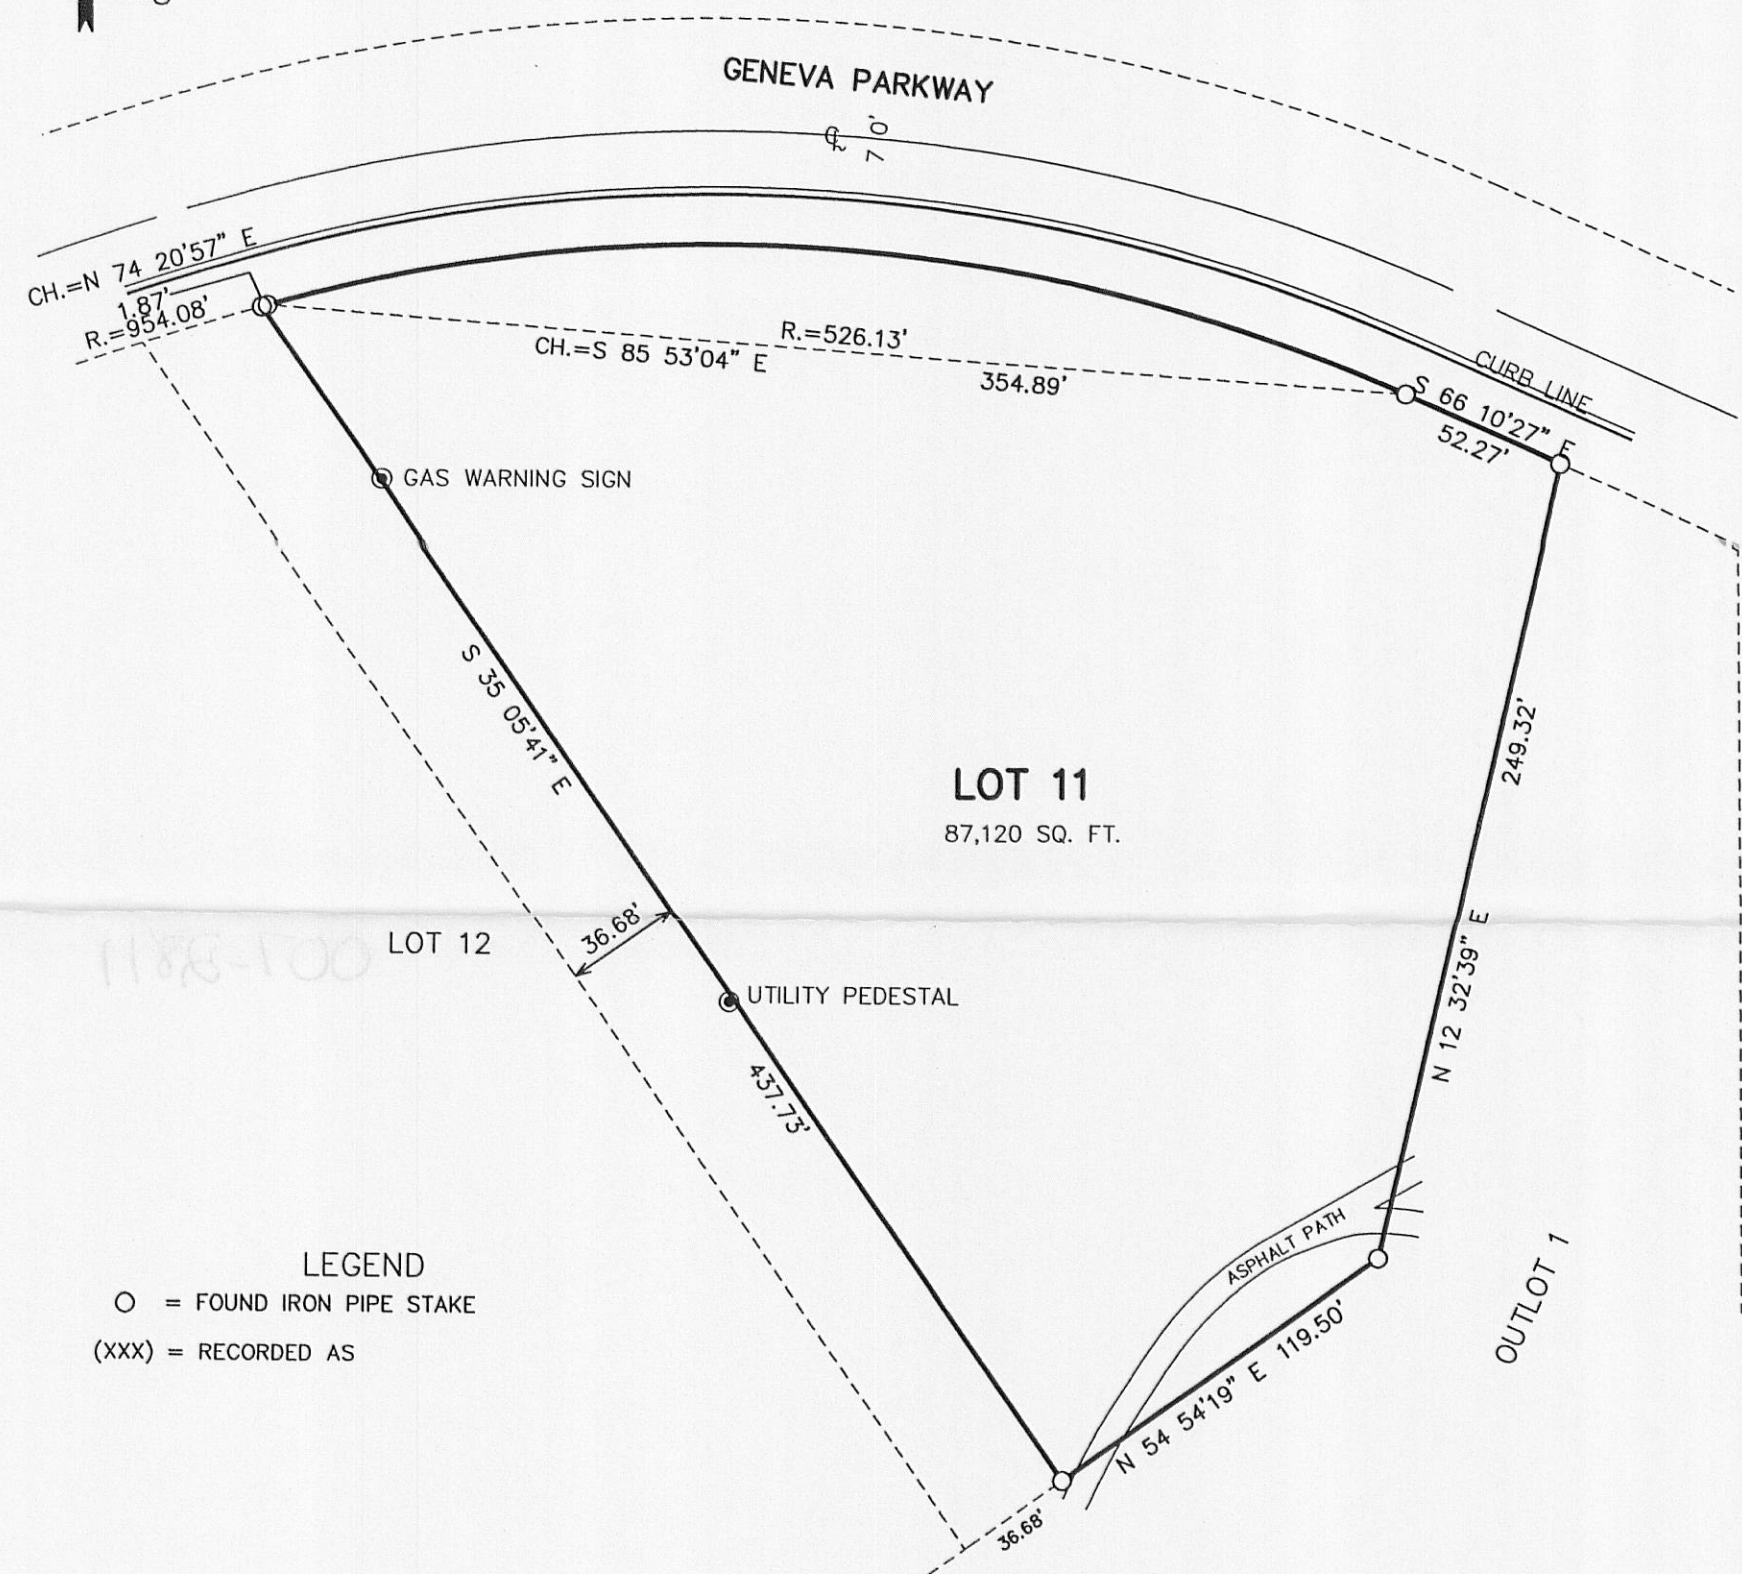 GENEVA PARKWAY
70'
CH.=N 74 20'57" E
1.87'
R.=954.08'
R.=526.13'
CH.=S 85 53'04" E
354.89'
CURB LINE
S 66 10'27" E
52.27'
GAS WARNING SIGN
S 35 05'41" E
249.32'
LOT 11
87,120 SQ. FT.
36.68'
LOT 12
UTILITY PEDESTAL
N 12 32'39" E
437.73'
ASPHALT PATH
OUTLOT 1
LEGEND
O = FOUND IRON PIPE STAKE
(XXX) = RECORDED AS
N 54 54'19" E 119.50'
36.68'